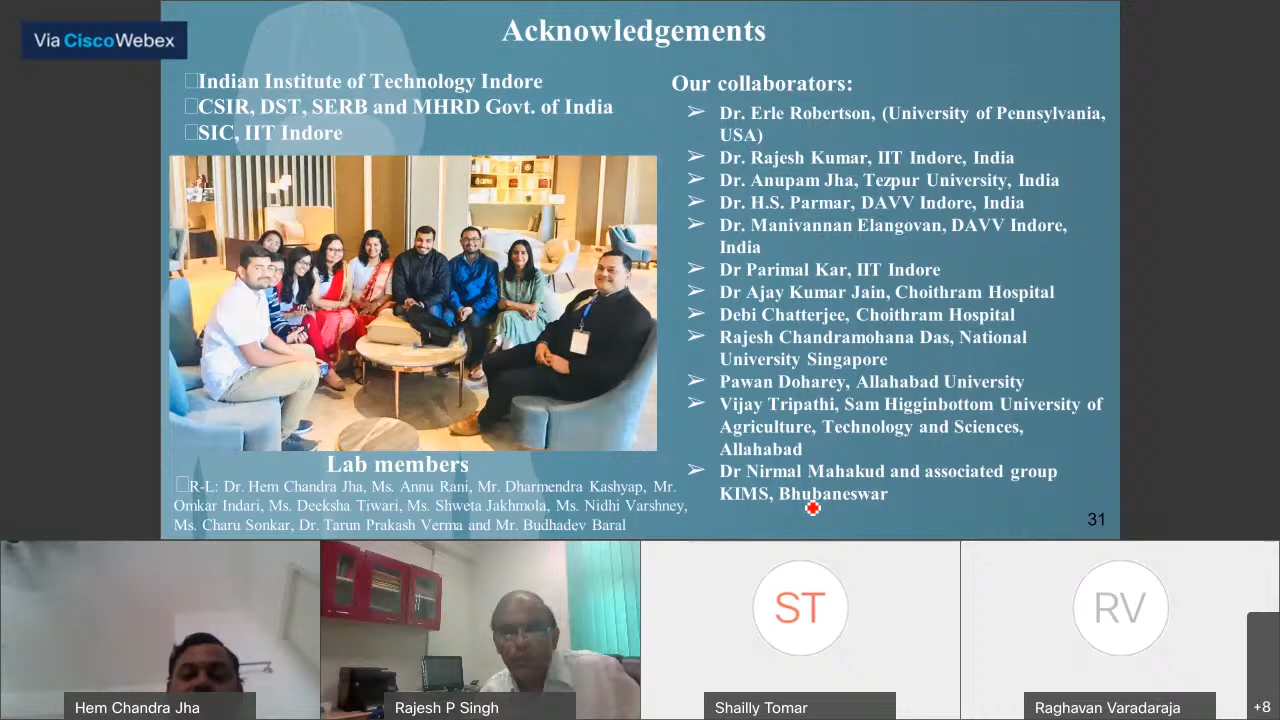 Via CiscoWebex
Acknowledgements
Indian Institute of Technology Indore
CSIR, DST, SERB and MHRD Govt. of India
SIC, IIT Indore
Lab members
R-L: Dr. Hem Chandra Jha, Ms. Annu Rani, Mr. Dharmendra Kashyap, Mr.
Omkar Indari, Ms. Deeksha Tiwari, Ms. Shweta Jakhmola, Ms. Nidhi Varshney,
Ms. Charu Sonkar, Dr. Tarun Prakash Verma and Mr. Budhadev Baral
Our collaborators:
➢ Dr. Erle Robertson, (University of Pennsylvania,
USA)
➢ Dr. Rajesh Kumar, IIT Indore, India
➢ Dr. Anupam Jha, Tezpur University, India
➢ Dr. H.S. Parmar, DAVV Indore, India
➢ Dr. Manivannan Elangovan, DAVV Indore,
India
➢ Dr Parimal Kar, IIT Indore
➢ Dr Ajay Kumar Jain, Choithram Hospital
➢ Debi Chatterjee, Choithram Hospital
➢ Rajesh Chandramohana Das, National
University Singapore
➢ Pawan Doharey, Allahabad University
➢ Vijay Tripathi, Sam Higginbottom University of
Agriculture, Technology and Sciences,
Allahabad
➢ Dr Nirmal Mahakud and associated group
KIMS, Bhubaneswar
31
ST
RV
Hem Chandra Jha
Rajesh P Singh
Shailly Tomar
Raghavan Varadaraja
+8